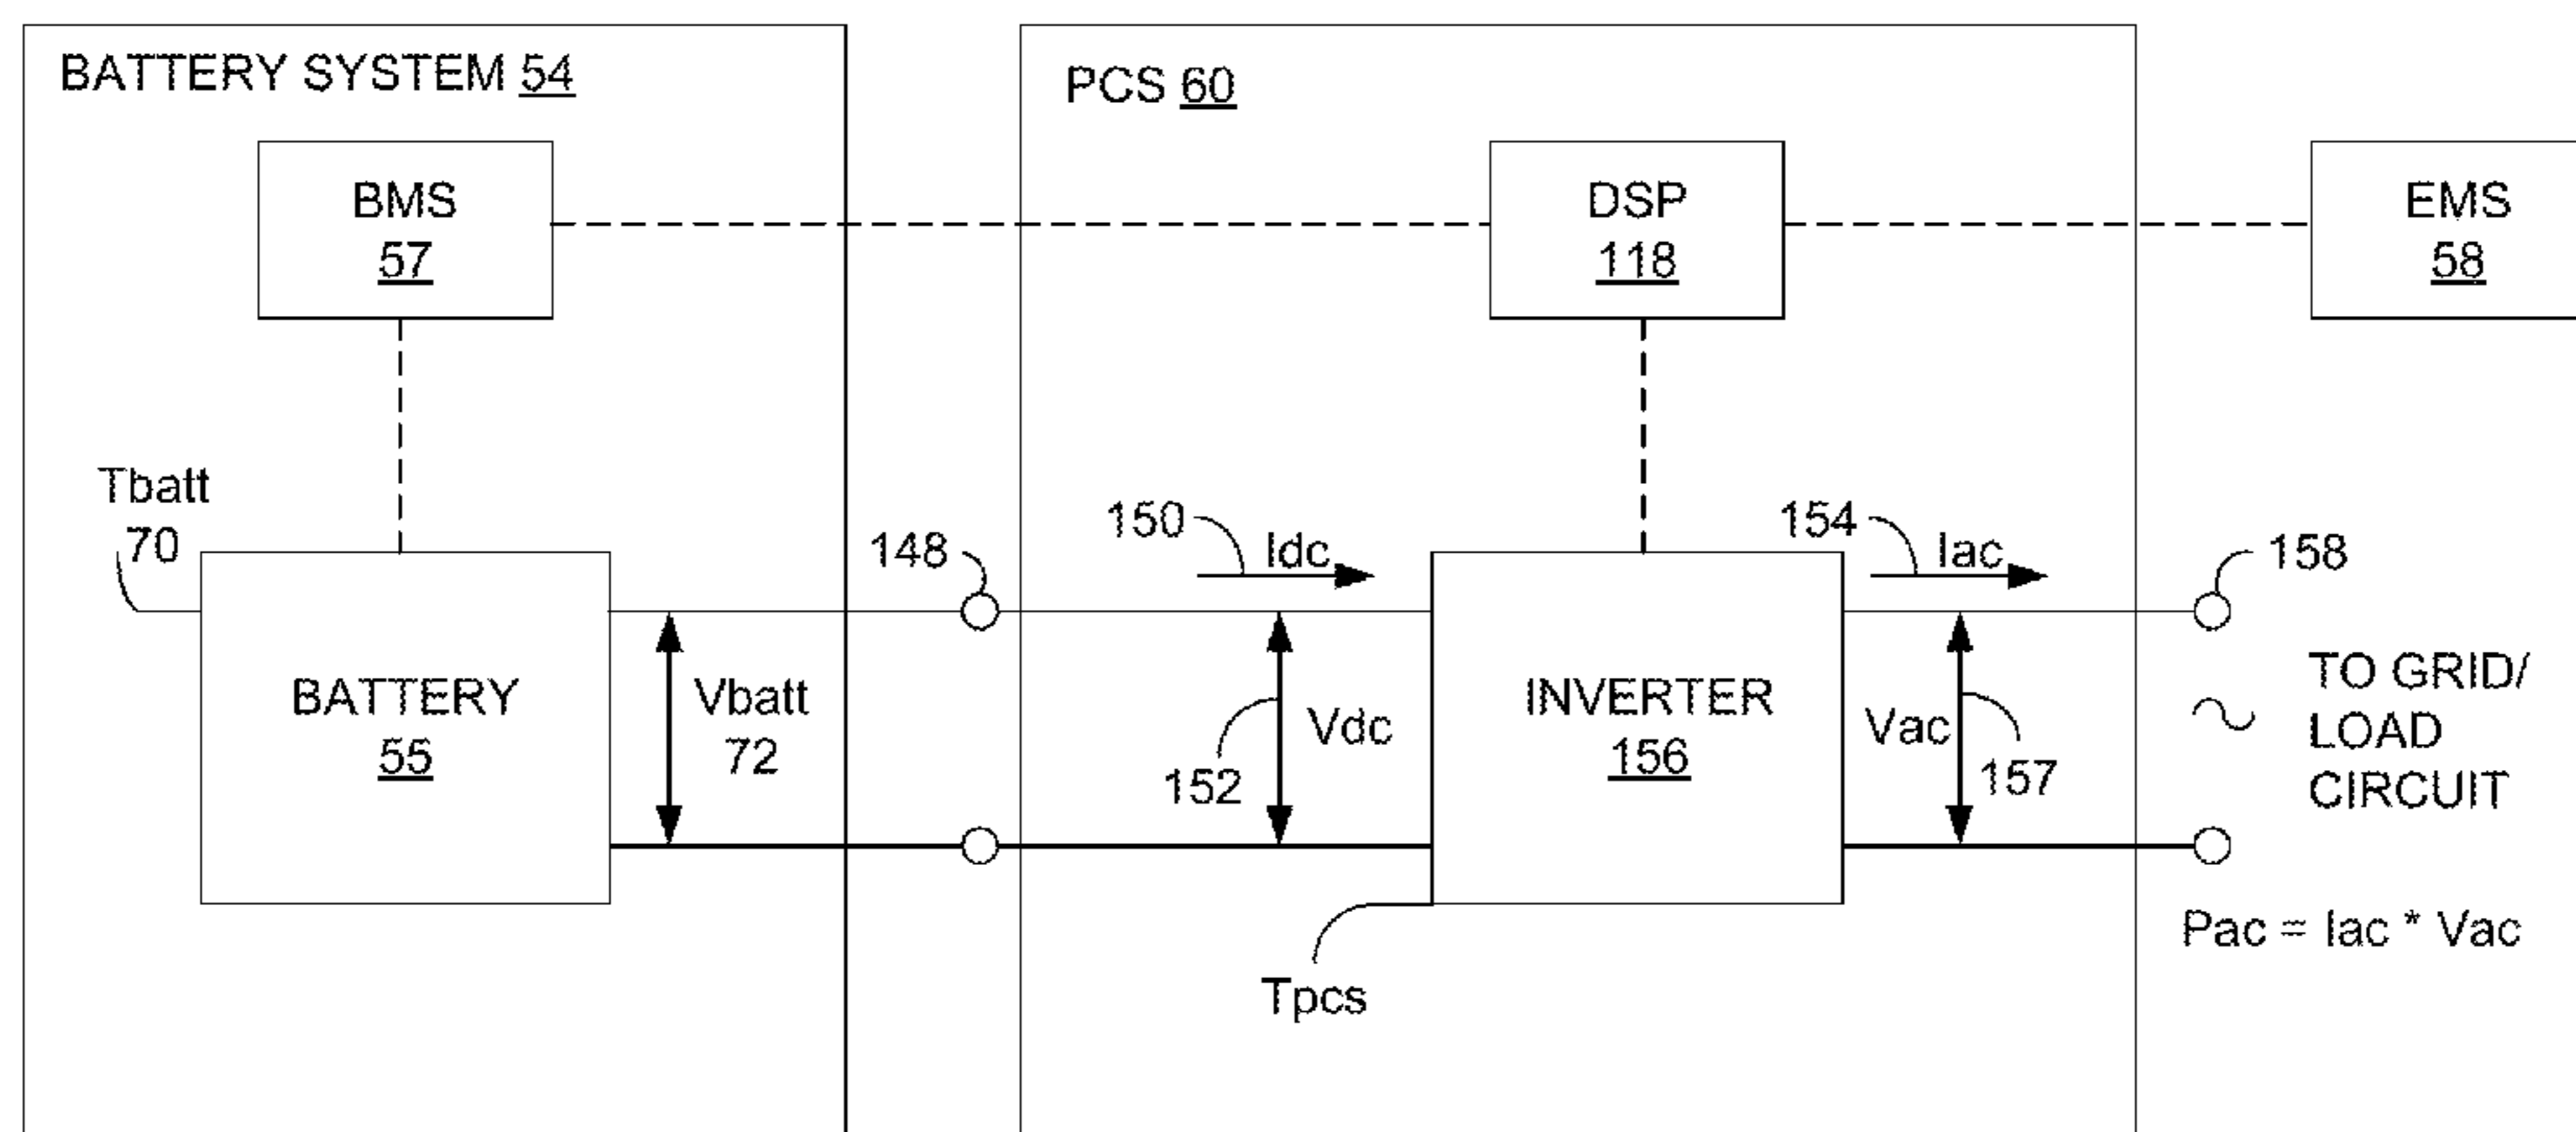 BATTERY SYSTEM 54
PCS 60
BMS
57
DSP
118
EMS
58
Tbatt
70
148
150
Idc
154
Iac
158
BATTERY
55
Vbatt
72
152
Vdc
INVERTER
156
Vac
157
TO GRID/
LOAD
CIRCUIT
Tpcs
Pac = Iac * Vac